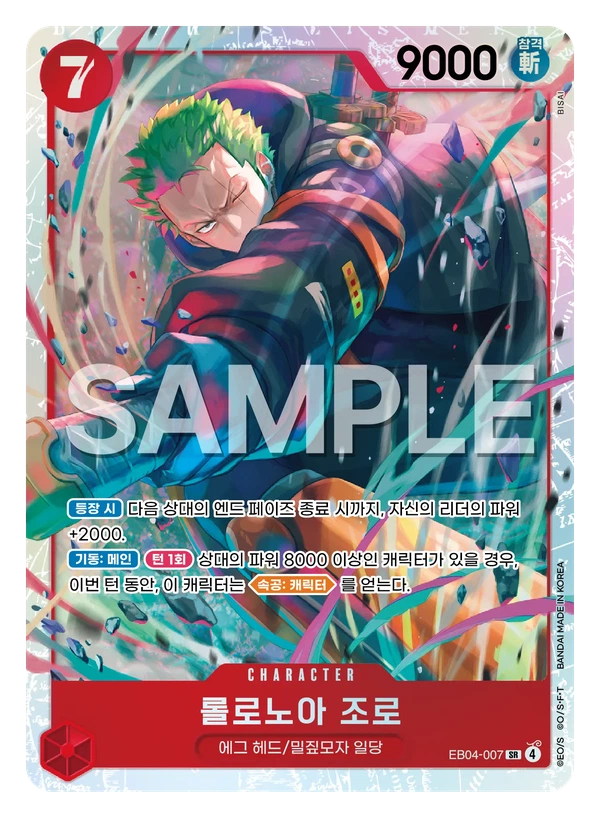 7
9000
참격
斬
BISAI
SAMPLE
등장 시 다음 상대의 엔드 페이즈 종료 시까지, 자신의 리더의 파워
+2000.
기동: 메인 턴 1회 상대의 파워 8000 이상인 캐릭터가 있을 경우,
이번 턴 동안, 이 캐릭터는 속공: 캐릭터 를 얻는다.
CHARACTER
롤로노아 조로
에그 헤드/밀짚모자 일당
EB04-007 SR 4
©EO/S ©O/S·F·T BANDAI MADE IN KOREA